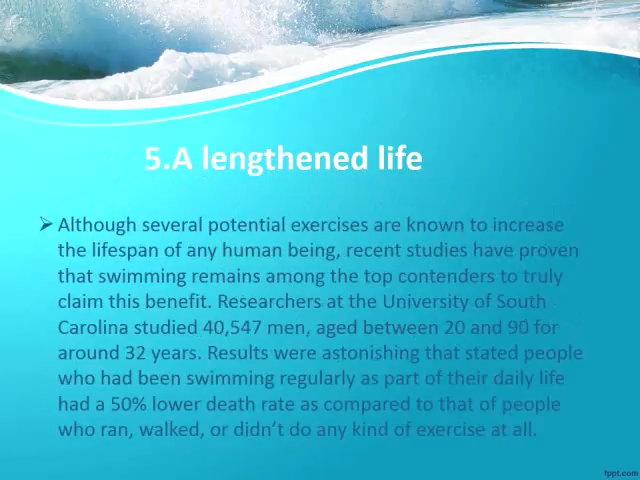 5.A lengthened life
➢ Although several potential exercises are known to increase
the lifespan of any human being, recent studies have proven
that swimming remains among the top contenders to truly
claim this benefit. Researchers at the University of South
Carolina studied 40,547 men, aged between 20 and 90 for
around 32 years. Results were astonishing that stated people
who had been swimming regularly as part of their daily life
had a 50% lower death rate as compared to that of people
who ran, walked, or didn’t do any kind of exercise at all.
fppt.com